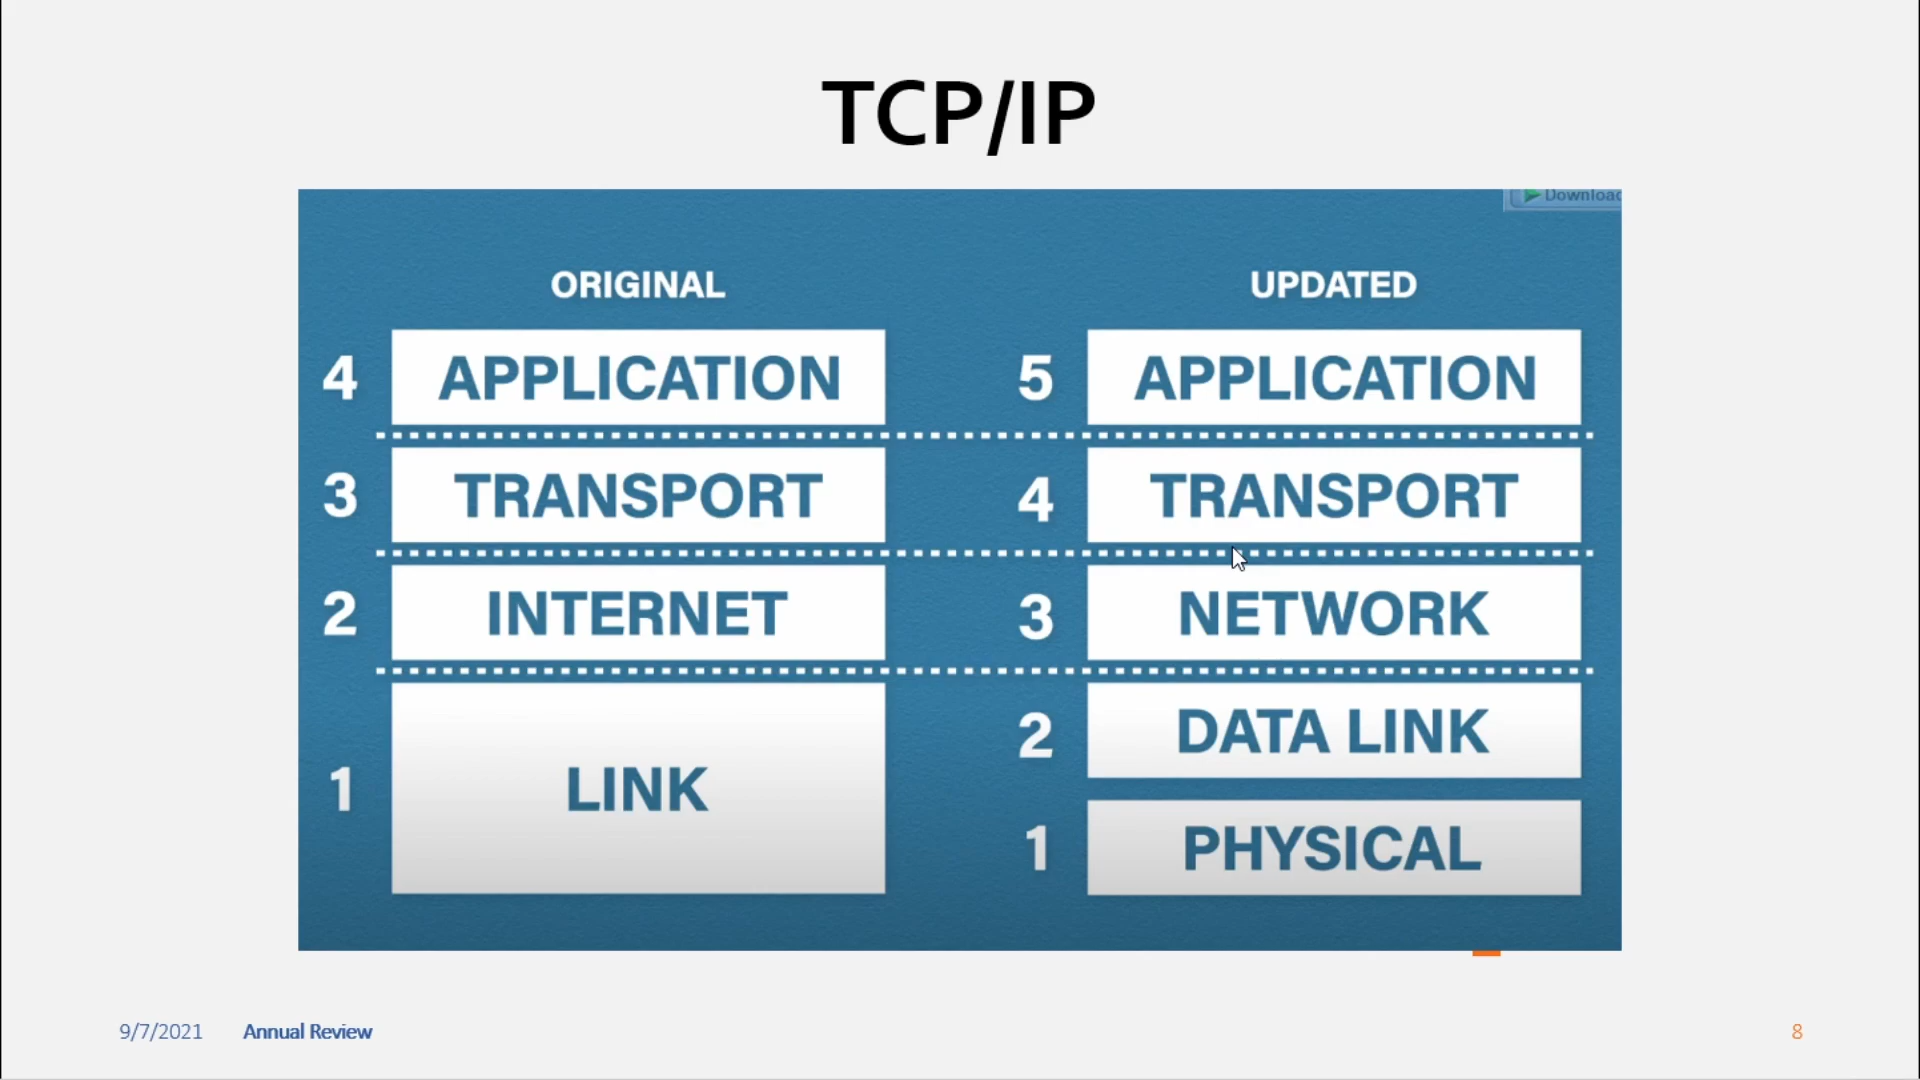 TCP/IP
Download
ORIGINAL
UPDATED
4 APPLICATION
5 APPLICATION
3 TRANSPORT
4 TRANSPORT
2 INTERNET
3 NETWORK
1 LINK
2 DATA LINK
1 PHYSICAL
9/7/2021 Annual Review 8